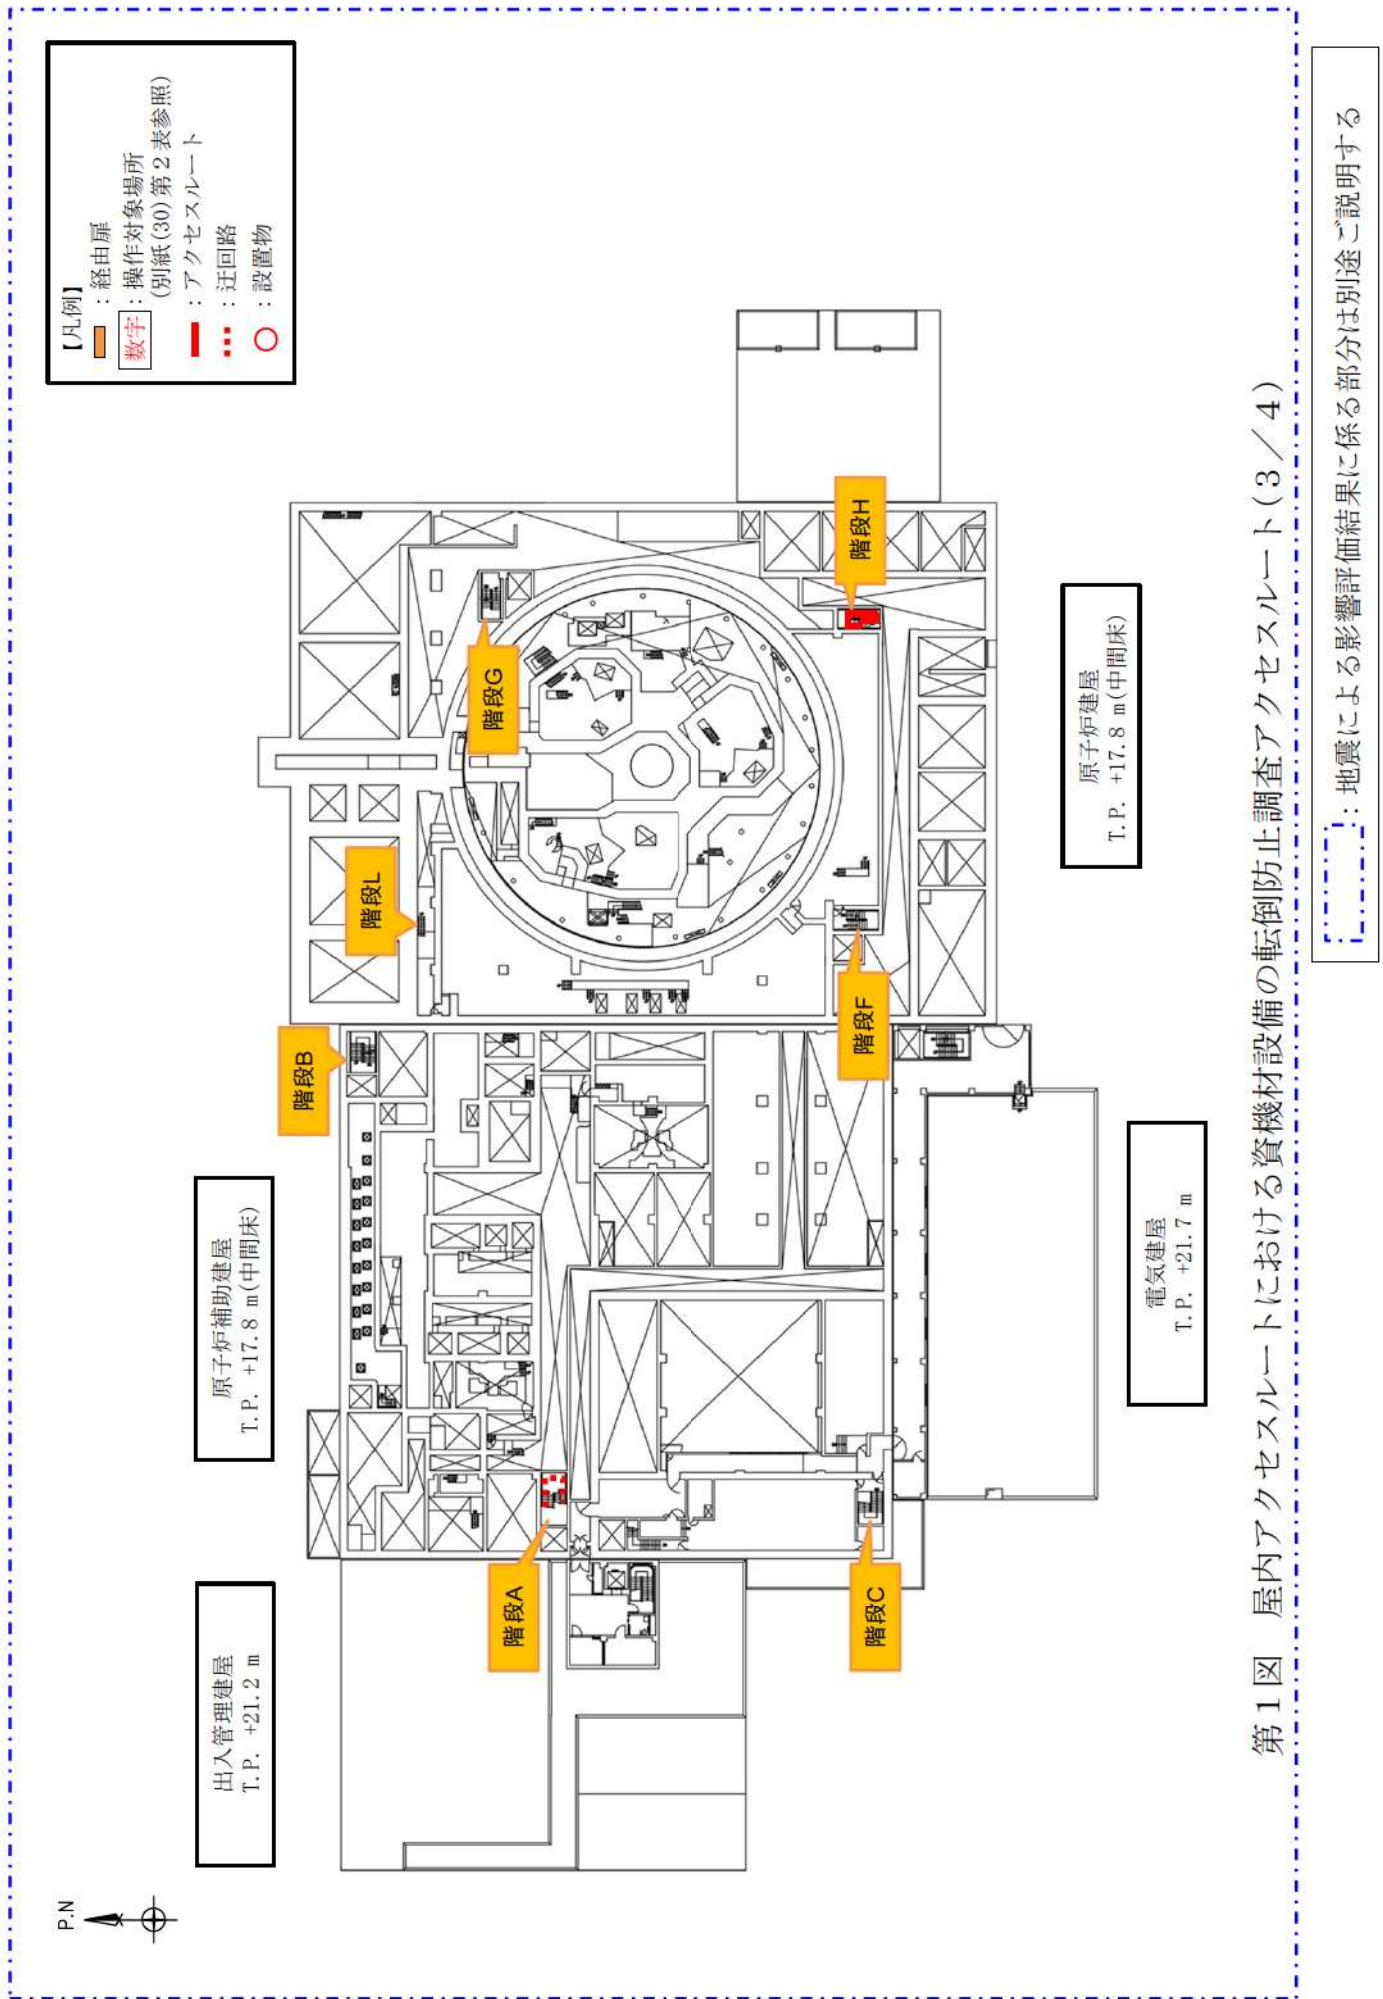 P.N
出入管理建屋
T.P. +21.2 m
原子炉補助建屋
T.P. +17.8 m(中間床)
【凡例】
：経由扉
数字
：操作対象場所
(別紙(30)第2表参照)
：アクセスルート
：迂回路
：設置物
階段B
階段L
階段G
階段H
階段A
階段C
階段F
電気建屋
T.P. +21.7 m
原子炉建屋
T.P. +17.8 m(中間床)
第1図 屋内アクセスルートにおける資機材設備の転倒防止調査アクセスルート(3／4)
：地震による影響評価結果に係る部分は別途ご説明する